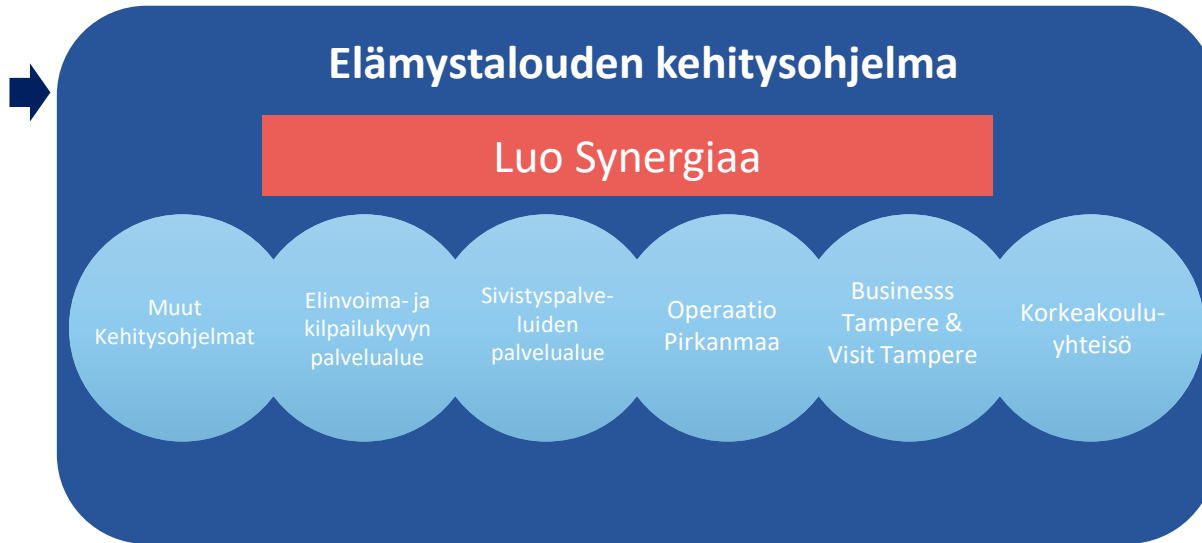 Elämystalouden kehitysohjelma
Luo Synergiaa
Muut
Kehitysohjelmat
Elinvoima- ja
kilpailukyvyn
palvelualue
Sivistyspalve-
luiden
palvelualue
Operaatio
Pirkanmaa
Businesss
Tampere &
Visit Tampere
Korkeakoulu-
yhteisö